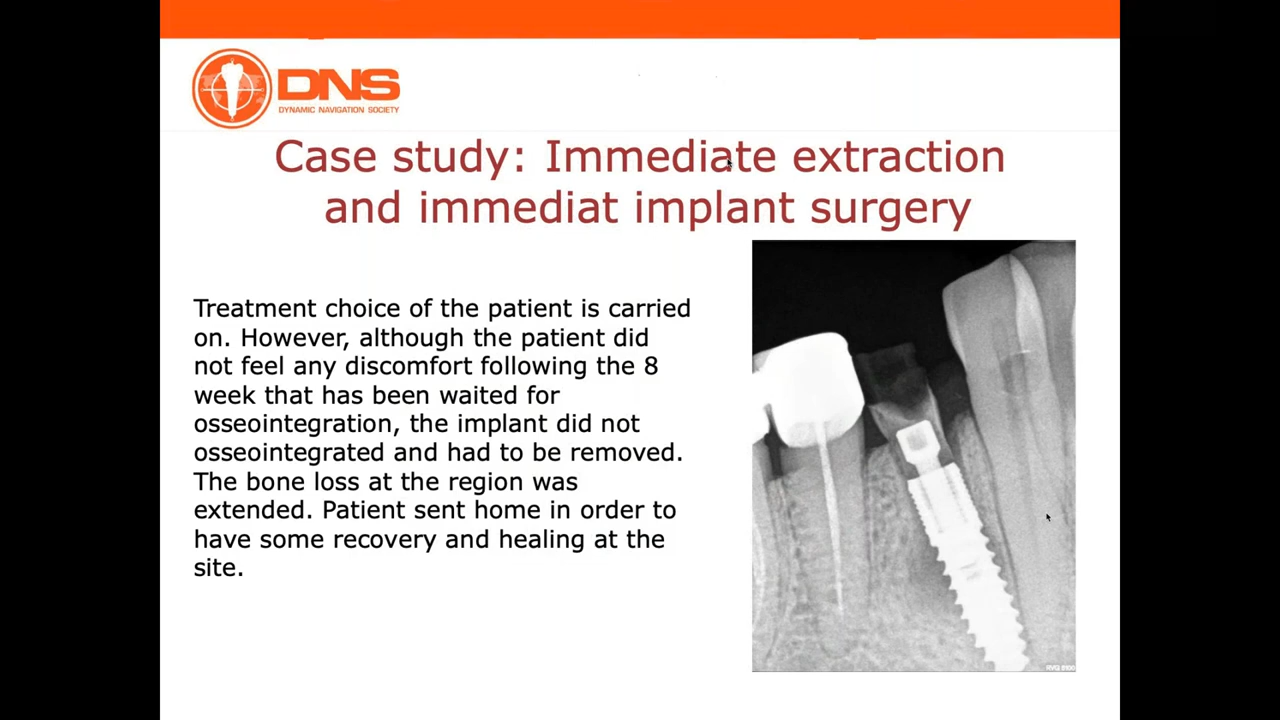 DNS
DYNAMIC NAVIGATION SOCIETY
Case study: Immediate extraction
and immediat implant surgery
Treatment choice of the patient is carried
on. However, although the patient did
not feel any discomfort following the 8
week that has been waited for
osseointegration, the implant did not
osseointegrated and had to be removed.
The bone loss at the region was
extended. Patient sent home in order to
have some recovery and healing at the
site.